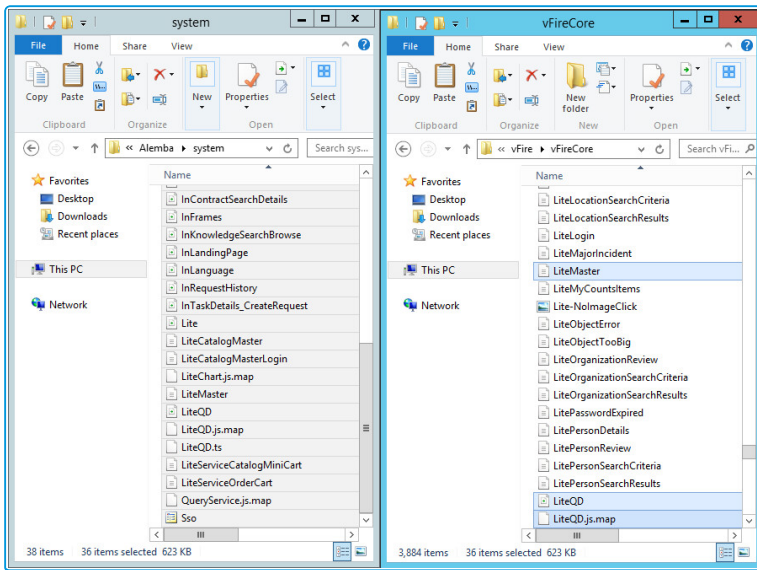 system
File
Home
Share
View
Copy
Paste
New
Properties
Select
Clipboard
Organize
Open
« Alemba ▸ system
Search sys...
Favorites
Desktop
Downloads
Recent places
This PC
Network
Name
InContractSearchDetails
InFrames
InKnowledgeSearchBrowse
InLandingPage
InLanguage
InRequestHistory
InTaskDetails_CreateRequest
Lite
LiteCatalogMaster
LiteCatalogMasterLogin
LiteChart.js.map
LiteMaster
LiteQD
LiteQD.js.map
LiteQD.ts
LiteServiceCatalogMiniCart
LiteServiceOrderCart
QueryService.js.map
Sso
38 items 36 items selected 623 KB
vFireCore
File
Home
Share
View
Copy
Paste
New folder
Properties
Select
Clipboard
Organize
New
Open
« vFire ▸ vFireCore
Search vFi...
Favorites
Desktop
Downloads
Recent places
This PC
Network
Name
LiteLocationSearchCriteria
LiteLocationSearchResults
LiteLogin
LiteMajorIncident
LiteMaster
LiteMyCountsItems
Lite-NoImageClick
LiteObjectError
LiteObjectTooBig
LiteOrganizationReview
LiteOrganizationSearchCriteria
LiteOrganizationSearchResults
LitePasswordExpired
LitePersonDetails
LitePersonReview
LitePersonSearchCriteria
LitePersonSearchResults
LiteQD
LiteQD.js.map
3,884 items 36 items selected 623 KB